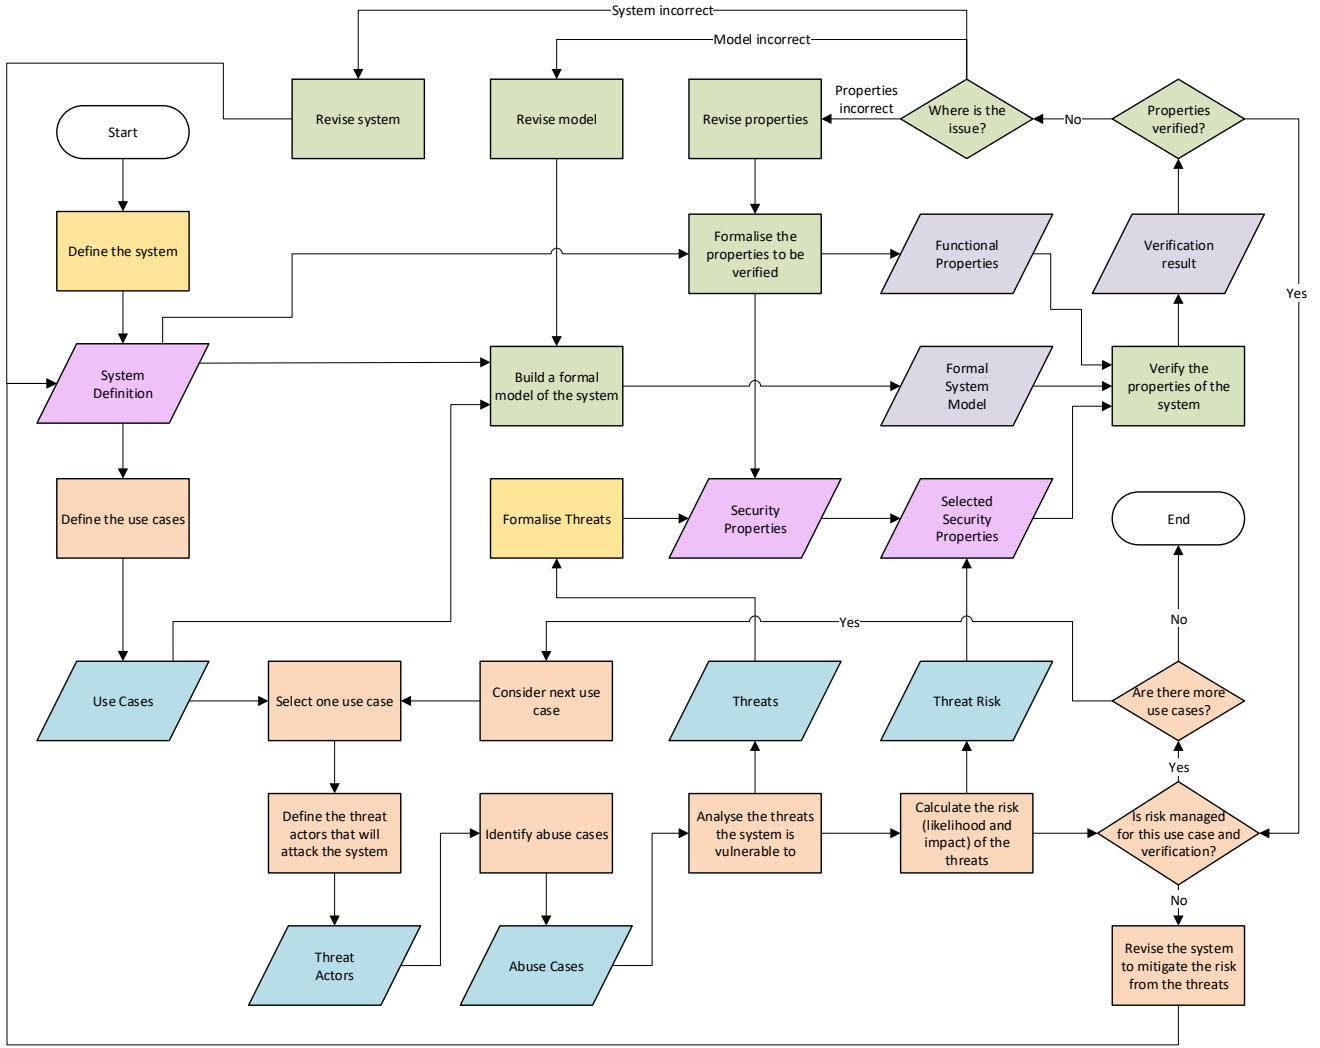 System incorrect
Model incorrect
Start
Revise system
Revise model
Revise properties
Properties
incorrect
Where is the
issue?
No
Properties
verified?
Define the system
Formalise the
properties to be
verified
Functional
Properties
Verification
result
Yes
System
Definition
Build a formal
model of the system
Formal
System
Model
Verify the
properties of the
system
Define the use cases
Formalise Threats
Security
Properties
Selected
Security
Properties
End
Yes
No
Use Cases
Select one use case
Consider next use
case
Threats
Threat Risk
Are there more
use cases?
Yes
Define the threat
actors that will
attack the system
Identify abuse cases
Analyse the threats
the system is
vulnerable to
Calculate the risk
(likelihood and
impact) of the
threats
Is risk managed
for this use case and
verification?
No
Threat
Actors
Abuse Cases
Revise the system
to mitigate the risk
from the threats